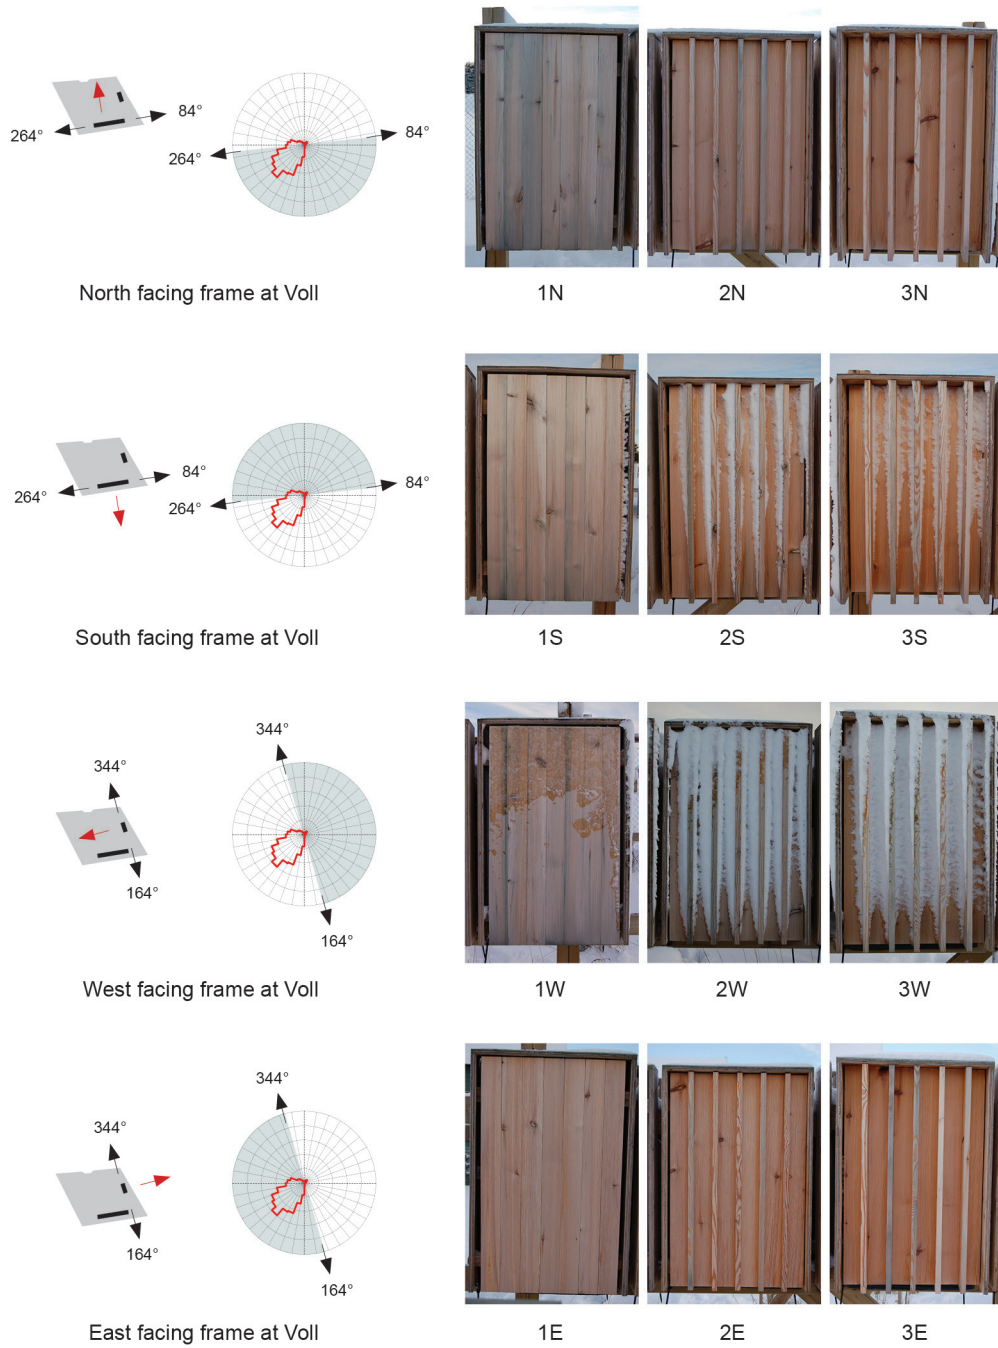 84°
264°
84°
264°
North facing frame at Voll
1N
2N
3N
84°
264°
84°
264°
South facing frame at Voll
1S
2S
3S
344°
344°
164°
164°
West facing frame at Voll
1W
2W
3W
344°
344°
164°
164°
East facing frame at Voll
1E
2E
3E